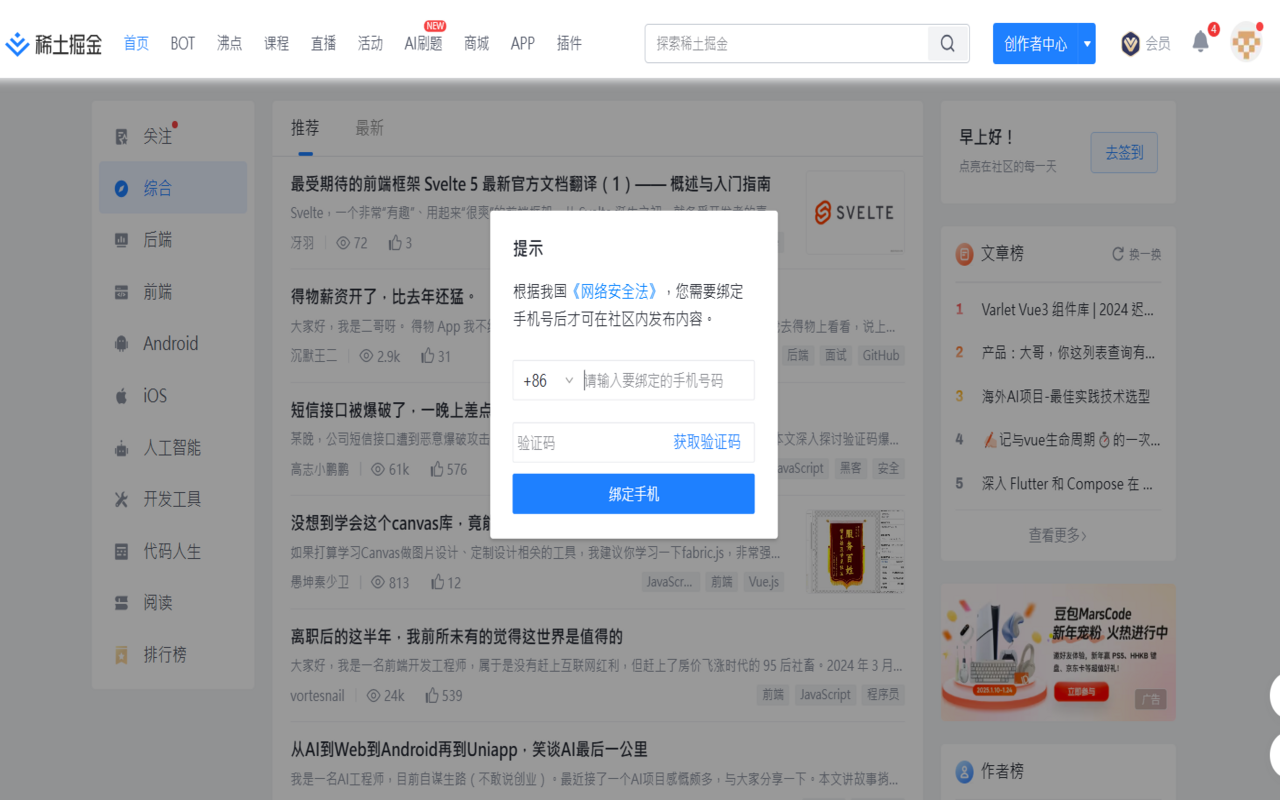 稀土掘金
首页
BOT
沸点
课程
直播
活动
AI刷题
NEW
商城
APP
插件
探索稀土掘金
创作者中心
会员
4
关注
综合
后端
前端
Android
iOS
人工智能
开发工具
代码人生
阅读
排行榜
推荐
最新
最受期待的前端框架 Svelte 5 最新官方文档翻译（1）—— 概述与入门指南
Svelte，一个非常“有趣”、用起来“很爽”的前端框架。从 Svelte 诞生之初，就备受开发者的喜
冴羽
72
3
SVELTE
得物薪资开了，比去年还猛。
大家好，我是二哥呀。 得物 App 我不
去得物上看看，说上...
沉默王二
2.9k
31
后端
面试
GitHub
短信接口被爆破了，一晚上差点
某晚，公司短信接口遭到恶意爆破攻击
本文深入探讨验证码爆...
高志小鹏鹏
61k
576
avaScript
黑客
安全
没想到学会这个canvas库，竟能
如果打算学习Canvas做图片设计、定制设计相关的工具，我建议你学习一下fabric.js，非常强...
愚坤秦少卫
813
12
JavaScr...
前端
Vue.js
服务百姓
离职后的这半年，我前所未有的觉得这世界是值得的
大家好，我是一名前端开发工程师，属于是没有赶上互联网红利，但赶上了房价飞涨时代的 95 后社畜。2024 年 3 月...
vortesnail
24k
539
前端
JavaScript
程序员
从AI到Web到Android再到Uniapp，笑谈AI最后一公里
我是一名AI工程师，目前自谋生路（不敢说创业）。最近接了一个AI项目感慨颇多，与大家分享一下。本文讲故事捎...
提示
根据我国《网络安全法》，您需要绑定
手机号后才可在社区内发布内容。
+86
请输入要绑定的手机号码
验证码
获取验证码
绑定手机
早上好！
点亮在社区的每一天
去签到
文章榜
换一换
1
Varlet Vue3 组件库 | 2024 迟...
2
产品：大哥，你这列表查询有...
3
海外AI项目-最佳实践技术选型
4
记与vue生命周期⏱的一次...
5
深入 Flutter 和 Compose 在 ...
查看更多›
豆包MarsCode
新年宠粉 火热进行中
邀好友体验，新年赢 PS5、HHKB 键
盘、京东卡等超值好礼！
2025.1.10-1.24
立即参与
广告
作者榜